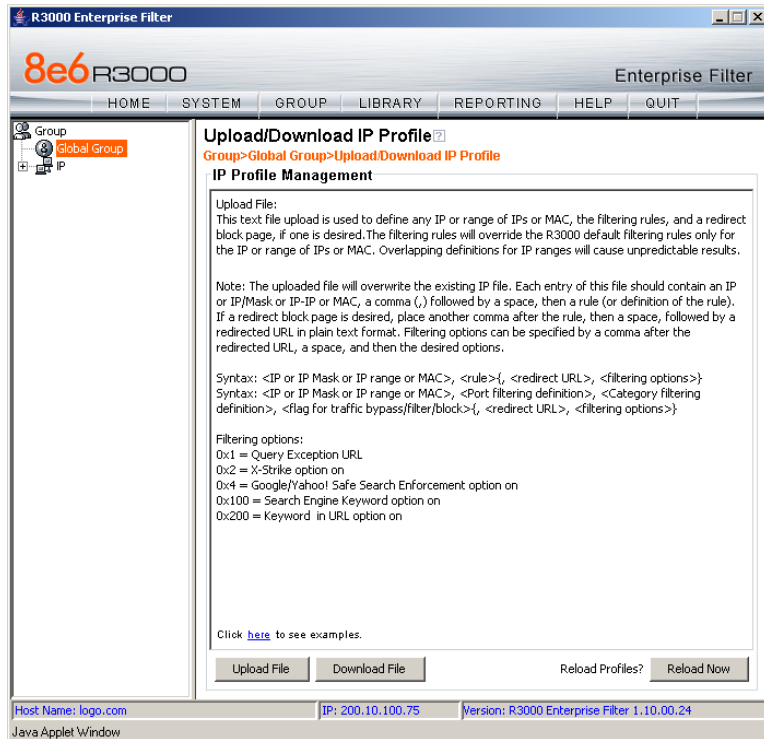 R3000 Enterprise Filter
8e6 R3000
Enterprise Filter
HOME SYSTEM GROUP LIBRARY REPORTING HELP QUIT
Group
Global Group
IP
Upload/Download IP Profile
Group>Global Group>Upload/Download IP Profile
IP Profile Management
Upload File:
This text file upload is used to define any IP or range of IPs or MAC, the filtering rules, and a redirect
block page, if one is desired.The filtering rules will override the R3000 default filtering rules only for
the IP or range of IPs or MAC. Overlapping definitions for IP ranges will cause unpredictable results.
Note: The uploaded file will overwrite the existing IP file. Each entry of this file should contain an IP
or IP/Mask or IP-IP or MAC, a comma (,) followed by a space, then a rule (or definition of the rule).
If a redirect block page is desired, place another comma after the rule, then a space, followed by a
redirected URL in plain text format. Filtering options can be specified by a comma after the
redirected URL, a space, and then the desired options.
Syntax: <IP or IP Mask or IP range or MAC>, <rule>{, <redirect URL>, <filtering options>}
Syntax: <IP or IP Mask or IP range or MAC>, <Port filtering definition>, <Category filtering
definition>, <flag for traffic bypass/filter/block>{, <redirect URL>, <filtering options>}
Filtering options:
0x1 = Query Exception URL
0x2 = X-Strike option on
0x4 = Google/Yahoo! Safe Search Enforcement option on
0x100 = Search Engine Keyword option on
0x200 = Keyword in URL option on
Click here to see examples.
Upload File Download File Reload Profiles? Reload Now
Host Name: logo.com IP: 200.10.100.75 Version: R3000 Enterprise Filter 1.10.00.24
Java Applet Window